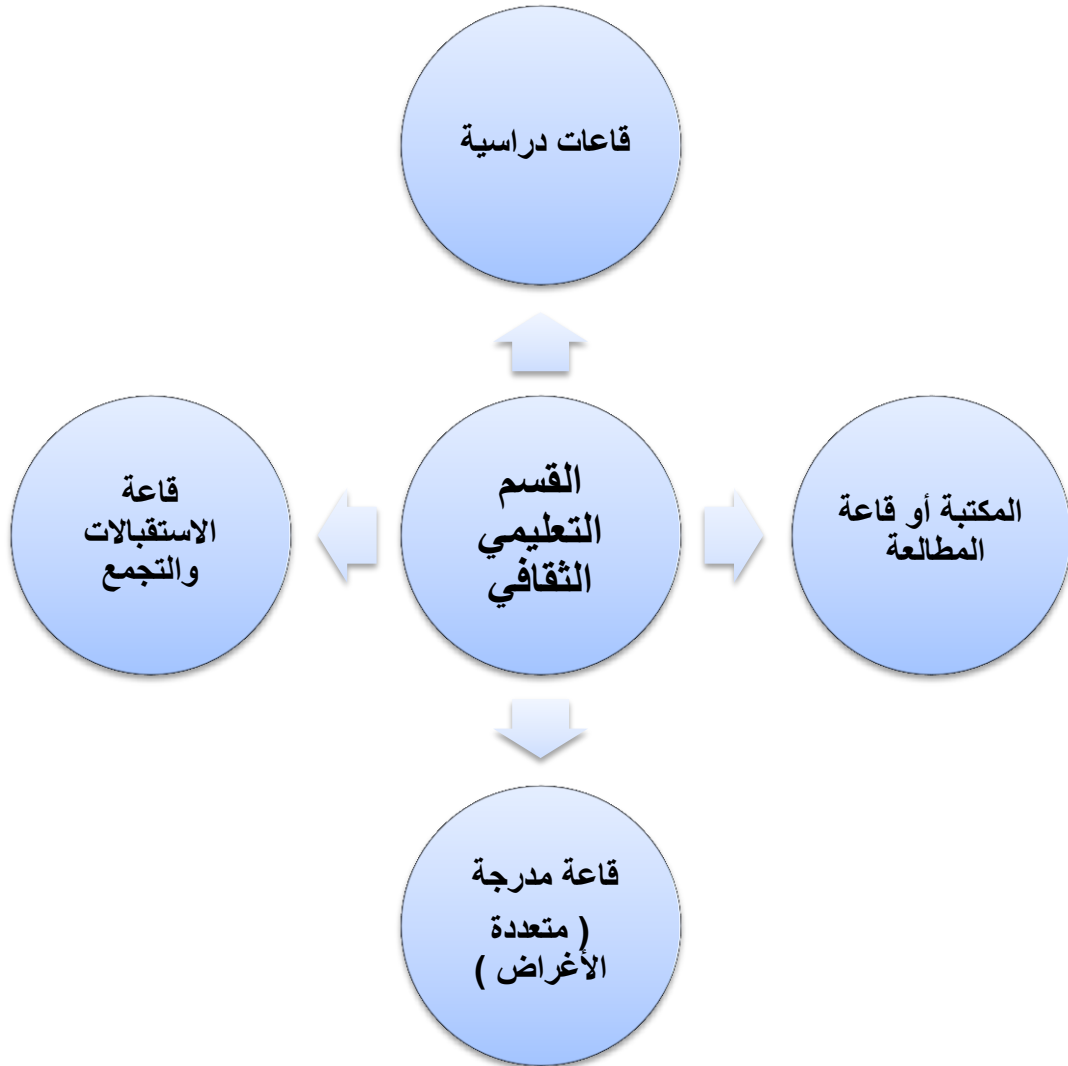 قاعات دراسية
المكتبة أو قاعة
المطالعة
القسم
التعليمي
الثقافي
قاعة
الاستقبالات
والتجمع
قاعة مدرجة
( متعددة
الأغراض )